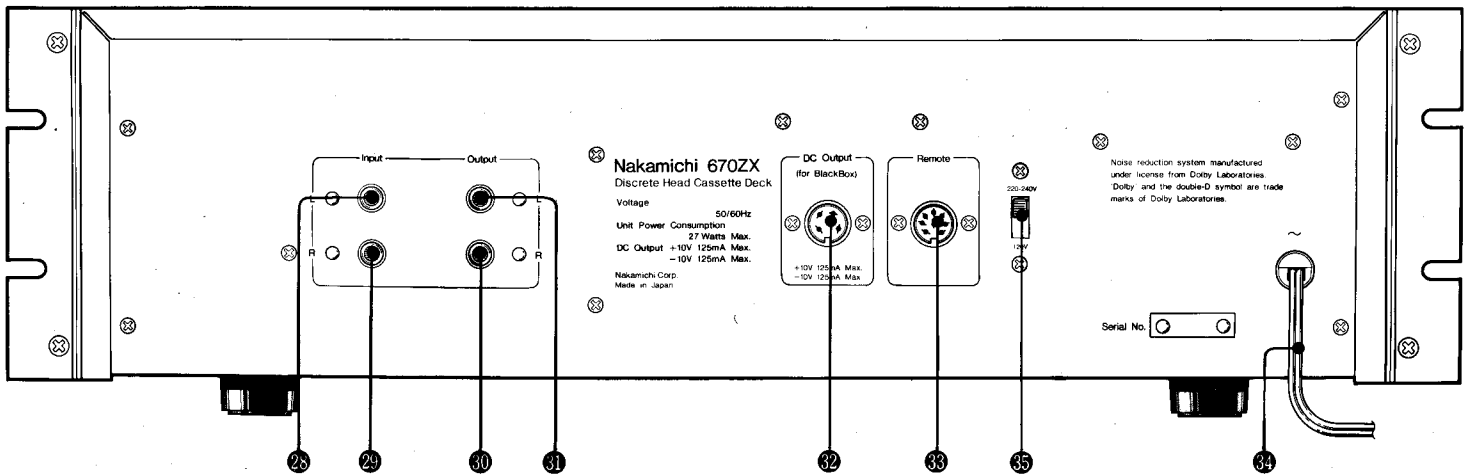 Input
Output
L
L
R
R
Nakamichi 670ZX
Discrete Head Cassette Deck
Voltage
50/60Hz
Unit Power Consumption
27 Watts Max.
DC Output +10V 125mA Max.
−10V 125mA Max.
Nakamichi Corp.
Made in Japan
DC Output
(for BlackBox)
+10V 125mA Max.
−10V 125mA Max
Remote
220-240V
120V
Noise reduction system manufactured
under license from Dolby Laboratories.
'Dolby' and the double-D symbol are trade
marks of Dolby Laboratories.
~
Serial No.
28 29 30 31 32 33 35 34